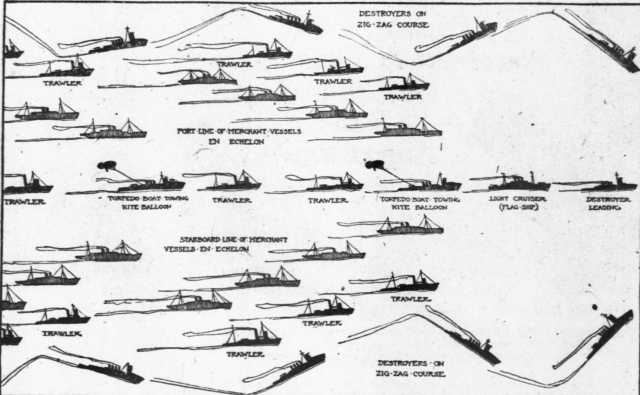 DESTROYERS ON
ZIG-ZAG COURSE
TRAWLER
TRAWLER
TRAWLER
TRAWLER
PORT-LINE OF MERCHANT VESSELS
EN ECHELON
TRAWLER
TORPEDO-BOAT TOWING
KITE BALLOON
TRAWLER
TRAWLER
TORPEDO-BOAT-TOWING
KITE BALLOON
LIGHT CRUISER
(FLAG-SHIP)
DESTROYER
LEADING
STARBOARD LINE OF MERCHANT
VESSELS-EN-ECHELON
TRAWLER
TRAWLER
TRAWLER
TRAWLER
DESTROYERS-ON
ZIG-ZAG-COURSE